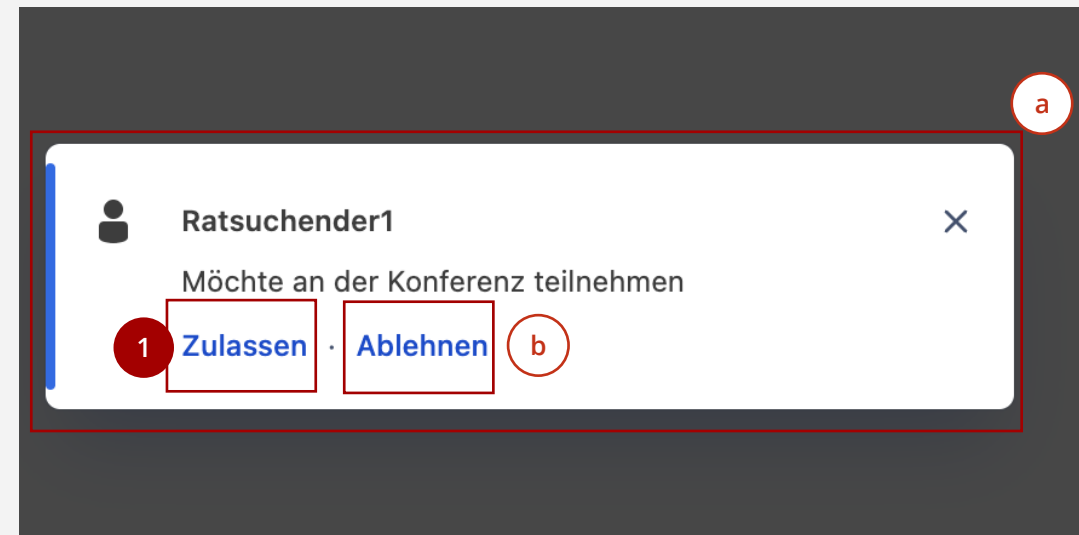 a
Ratsuchender1
Möchte an der Konferenz teilnehmen
1 Zulassen · Ablehnen b